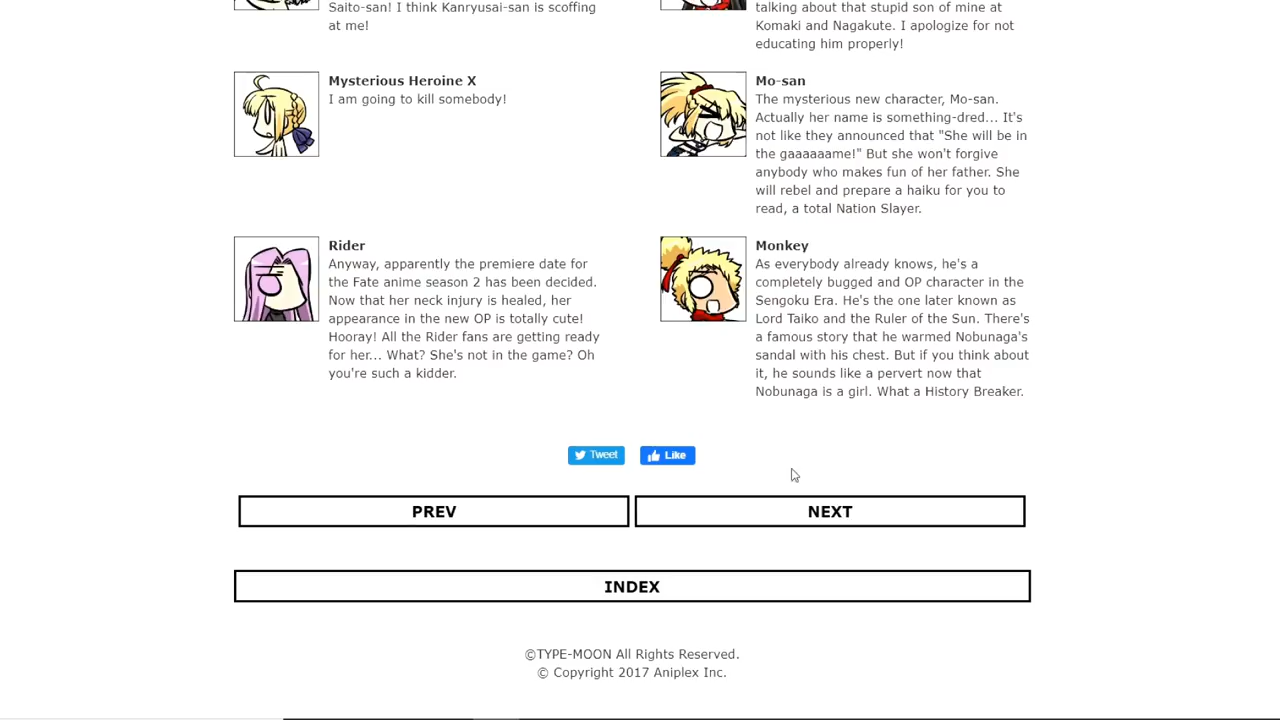 Saito-san! I think Kanryusai-san is scoffing
at me!
talking about that stupid son of mine at
Komaki and Nagakute. I apologize for not
educating him properly!
Mysterious Heroine X
I am going to kill somebody!
Mo-san
The mysterious new character, Mo-san.
Actually her name is something-dred... It's
not like they announced that "She will be in
the gaaaaaame!" But she won't forgive
anybody who makes fun of her father. She
will rebel and prepare a haiku for you to
read, a total Nation Slayer.
Rider
Anyway, apparently the premiere date for
the Fate anime season 2 has been decided.
Now that her neck injury is healed, her
appearance in the new OP is totally cute!
Hooray! All the Rider fans are getting ready
for her... What? She's not in the game? Oh
you're such a kidder.
Monkey
As everybody already knows, he's a
completely bugged and OP character in the
Sengoku Era. He's the one later known as
Lord Taiko and the Ruler of the Sun. There's
a famous story that he warmed Nobunaga's
sandal with his chest. But if you think about
it, he sounds like a pervert now that
Nobunaga is a girl. What a History Breaker.
Tweet
Like
PREV
NEXT
INDEX
©TYPE-MOON All Rights Reserved.
© Copyright 2017 Aniplex Inc.